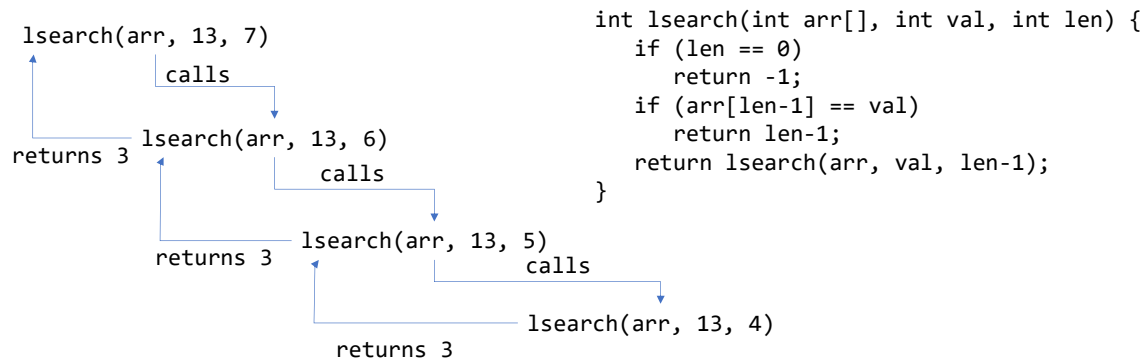 lsearch(arr, 13, 7)
calls
returns 3
lsearch(arr, 13, 6)
calls
returns 3
lsearch(arr, 13, 5)
calls
returns 3
lsearch(arr, 13, 4)
int lsearch(int arr[], int val, int len) {
if (len == 0)
return -1;
if (arr[len-1] == val)
return len-1;
return lsearch(arr, val, len-1);
}